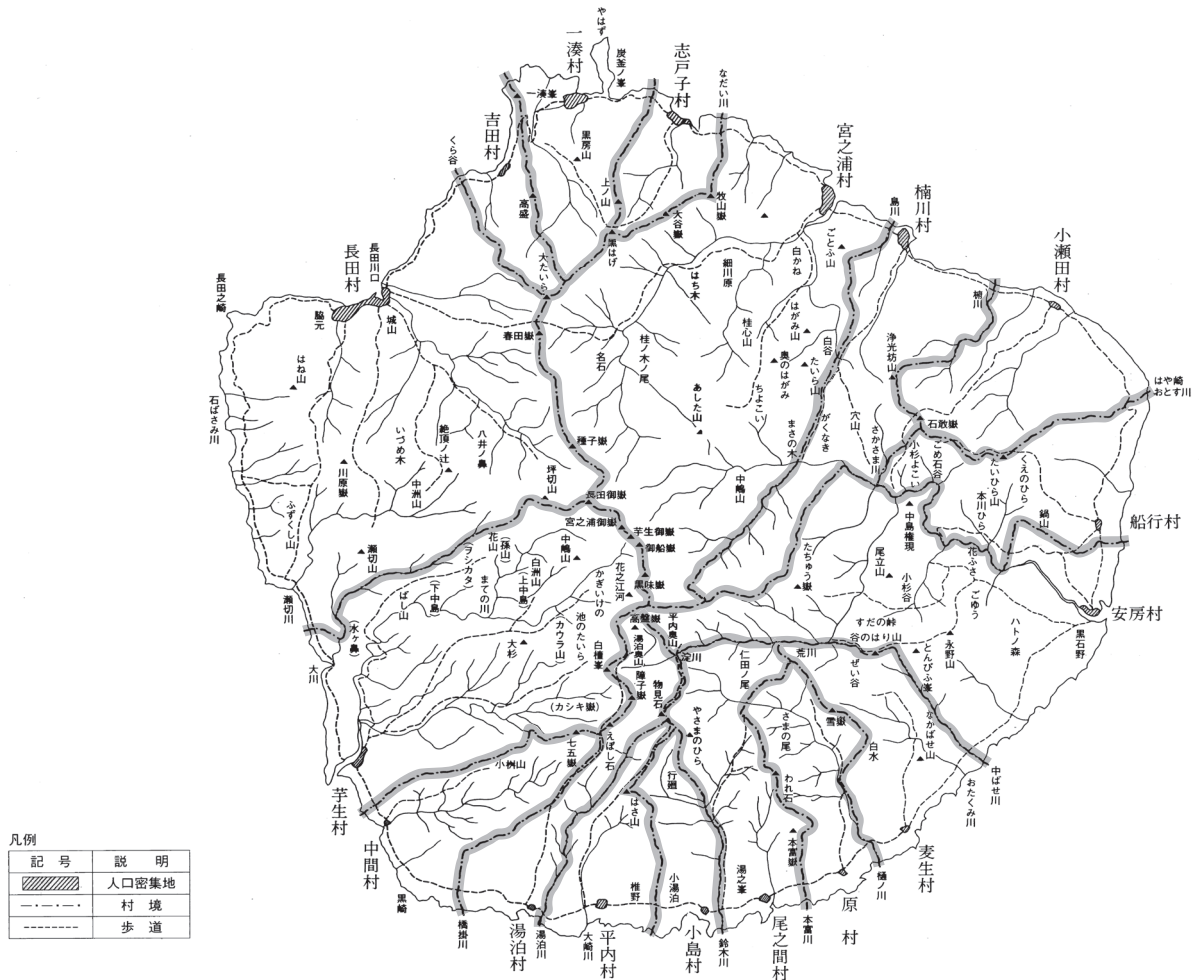 やはず
一湊村
炭釜ノ峯
志戸子村
なだい川
一湊峯
吉田村
くら谷
黒房山
上ノ山
宮之浦村
楠川村
島川
小瀬田村
高盛
牧山嶽
大谷嶽
黒はげ
ごとふ山
長田村
長田川口
大たいら
白かね
細川原
はち木
長田之崎
脇元
城山
春田嶽
はがみ山
楠川
桂心山
奥のはがみ
白谷
たいら山
浄光坊山
はや崎
おとす川
はね山
名石
桂ノ木ノ尾
あした山
ちよこい
石ばさみ川
いづめ木
絶頂ノ辻
八井ノ鼻
種子嶽
まさの木
がくなき
穴山
さかさま川
石敢嶽
小杉よこい
ごめ石谷
川原嶽
中洲山
坪切山
長田御嶽
中嶋山
たいひら山
くえのひら
本川ひら
鍋山
船行村
ふずくし山
宮之浦御嶽
芋生御嶽
御船嶽
中島権現
瀬切山
花山
(孫山)
(ヲシカタ)
中嶋山
白洲山
(上中島)
まての川
(下中島)
ばし山
かぎいけの
花之江河
黒味嶽
たちゅう嶽
尾立山
小杉谷
花ふさ
ごゆう
安房村
瀬切川
(水ヶ鼻)
大川
大杉
池のたいら
(カウラ山)
白檜峯
高盤嶽
湯泊奥山
平内奥山
淀川
障子嶽
物見石
仁田ノ尾
荒川
すだの峠
谷のはり山
ぜい谷
とんびふ峯
永野山
ハトノ森
黒石野
(カシキ嶽)
えぼし石
やさまのひら
さまの尾
雪嶽
白水
なかばせ山
小桝山
七五嶽
行廻
はさ山
われ石
おたくみ川
中ばせ川
芋生村
中間村
黒崎
本富嶽
麦生村
樋ノ川
椎野
小湯泊
湯之峯
原村
橋掛川
湯泊村
湯泊川
大崎川
平内村
小島村
鈴木川
尾之間村
本富川
凡例
記号 説明
人口密集地
村境
歩道